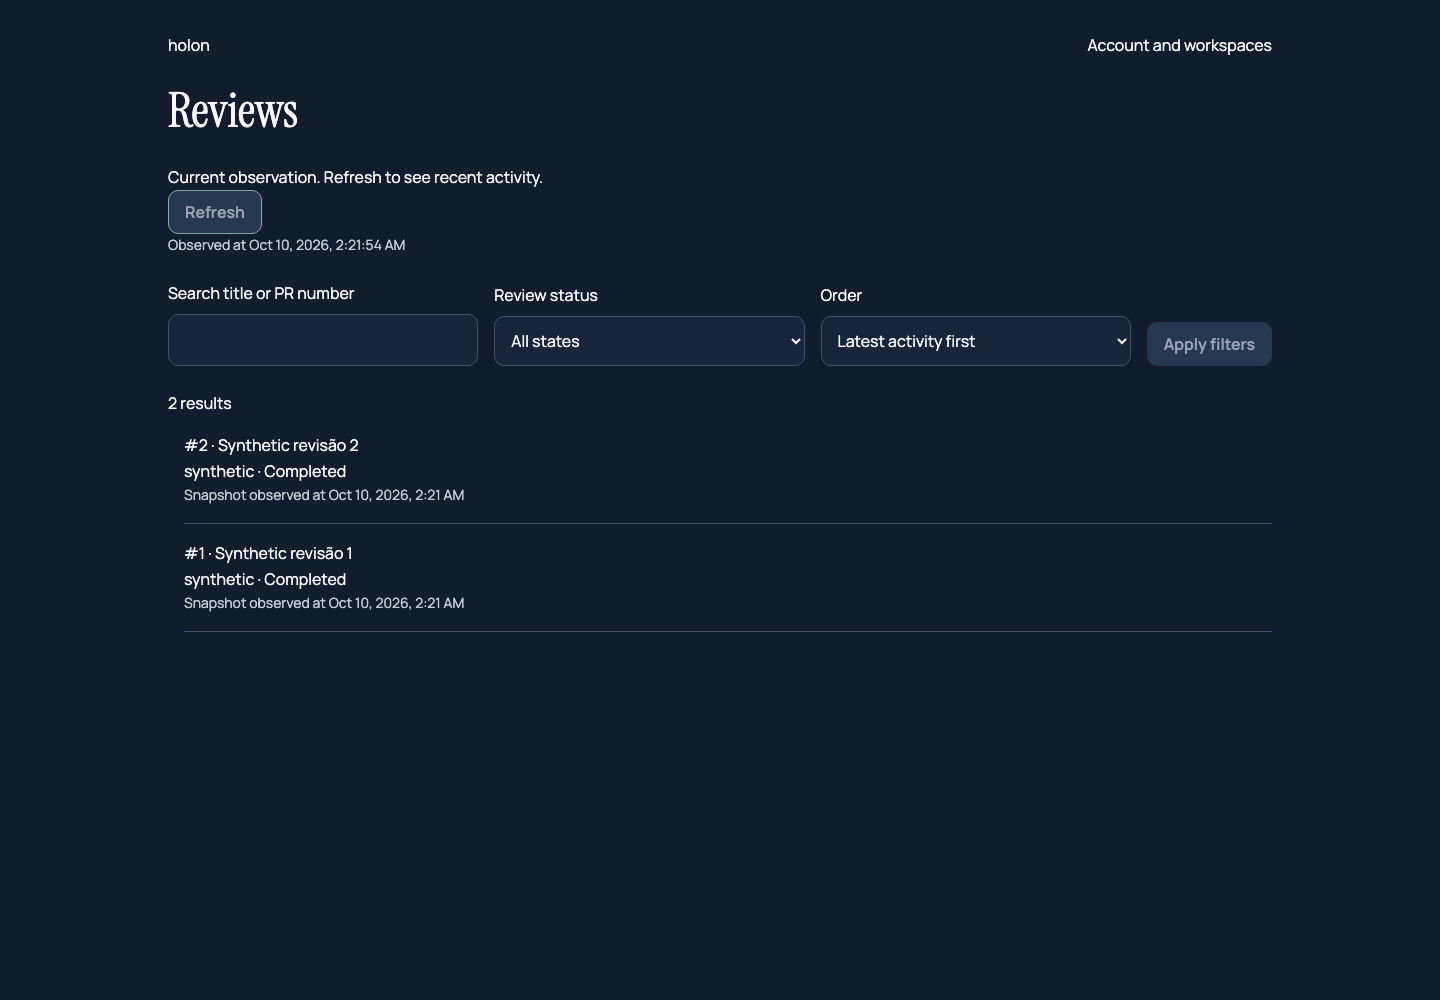 holon
Account and workspaces
Reviews
Current observation. Refresh to see recent activity.
Refresh
Observed at Oct 10, 2026, 2:21:54 AM
Search title or PR number
Review status
Order
All states
Latest activity first
Apply filters
2 results
#2 · Synthetic revisão 2
synthetic · Completed
Snapshot observed at Oct 10, 2026, 2:21 AM
#1 · Synthetic revisão 1
synthetic · Completed
Snapshot observed at Oct 10, 2026, 2:21 AM